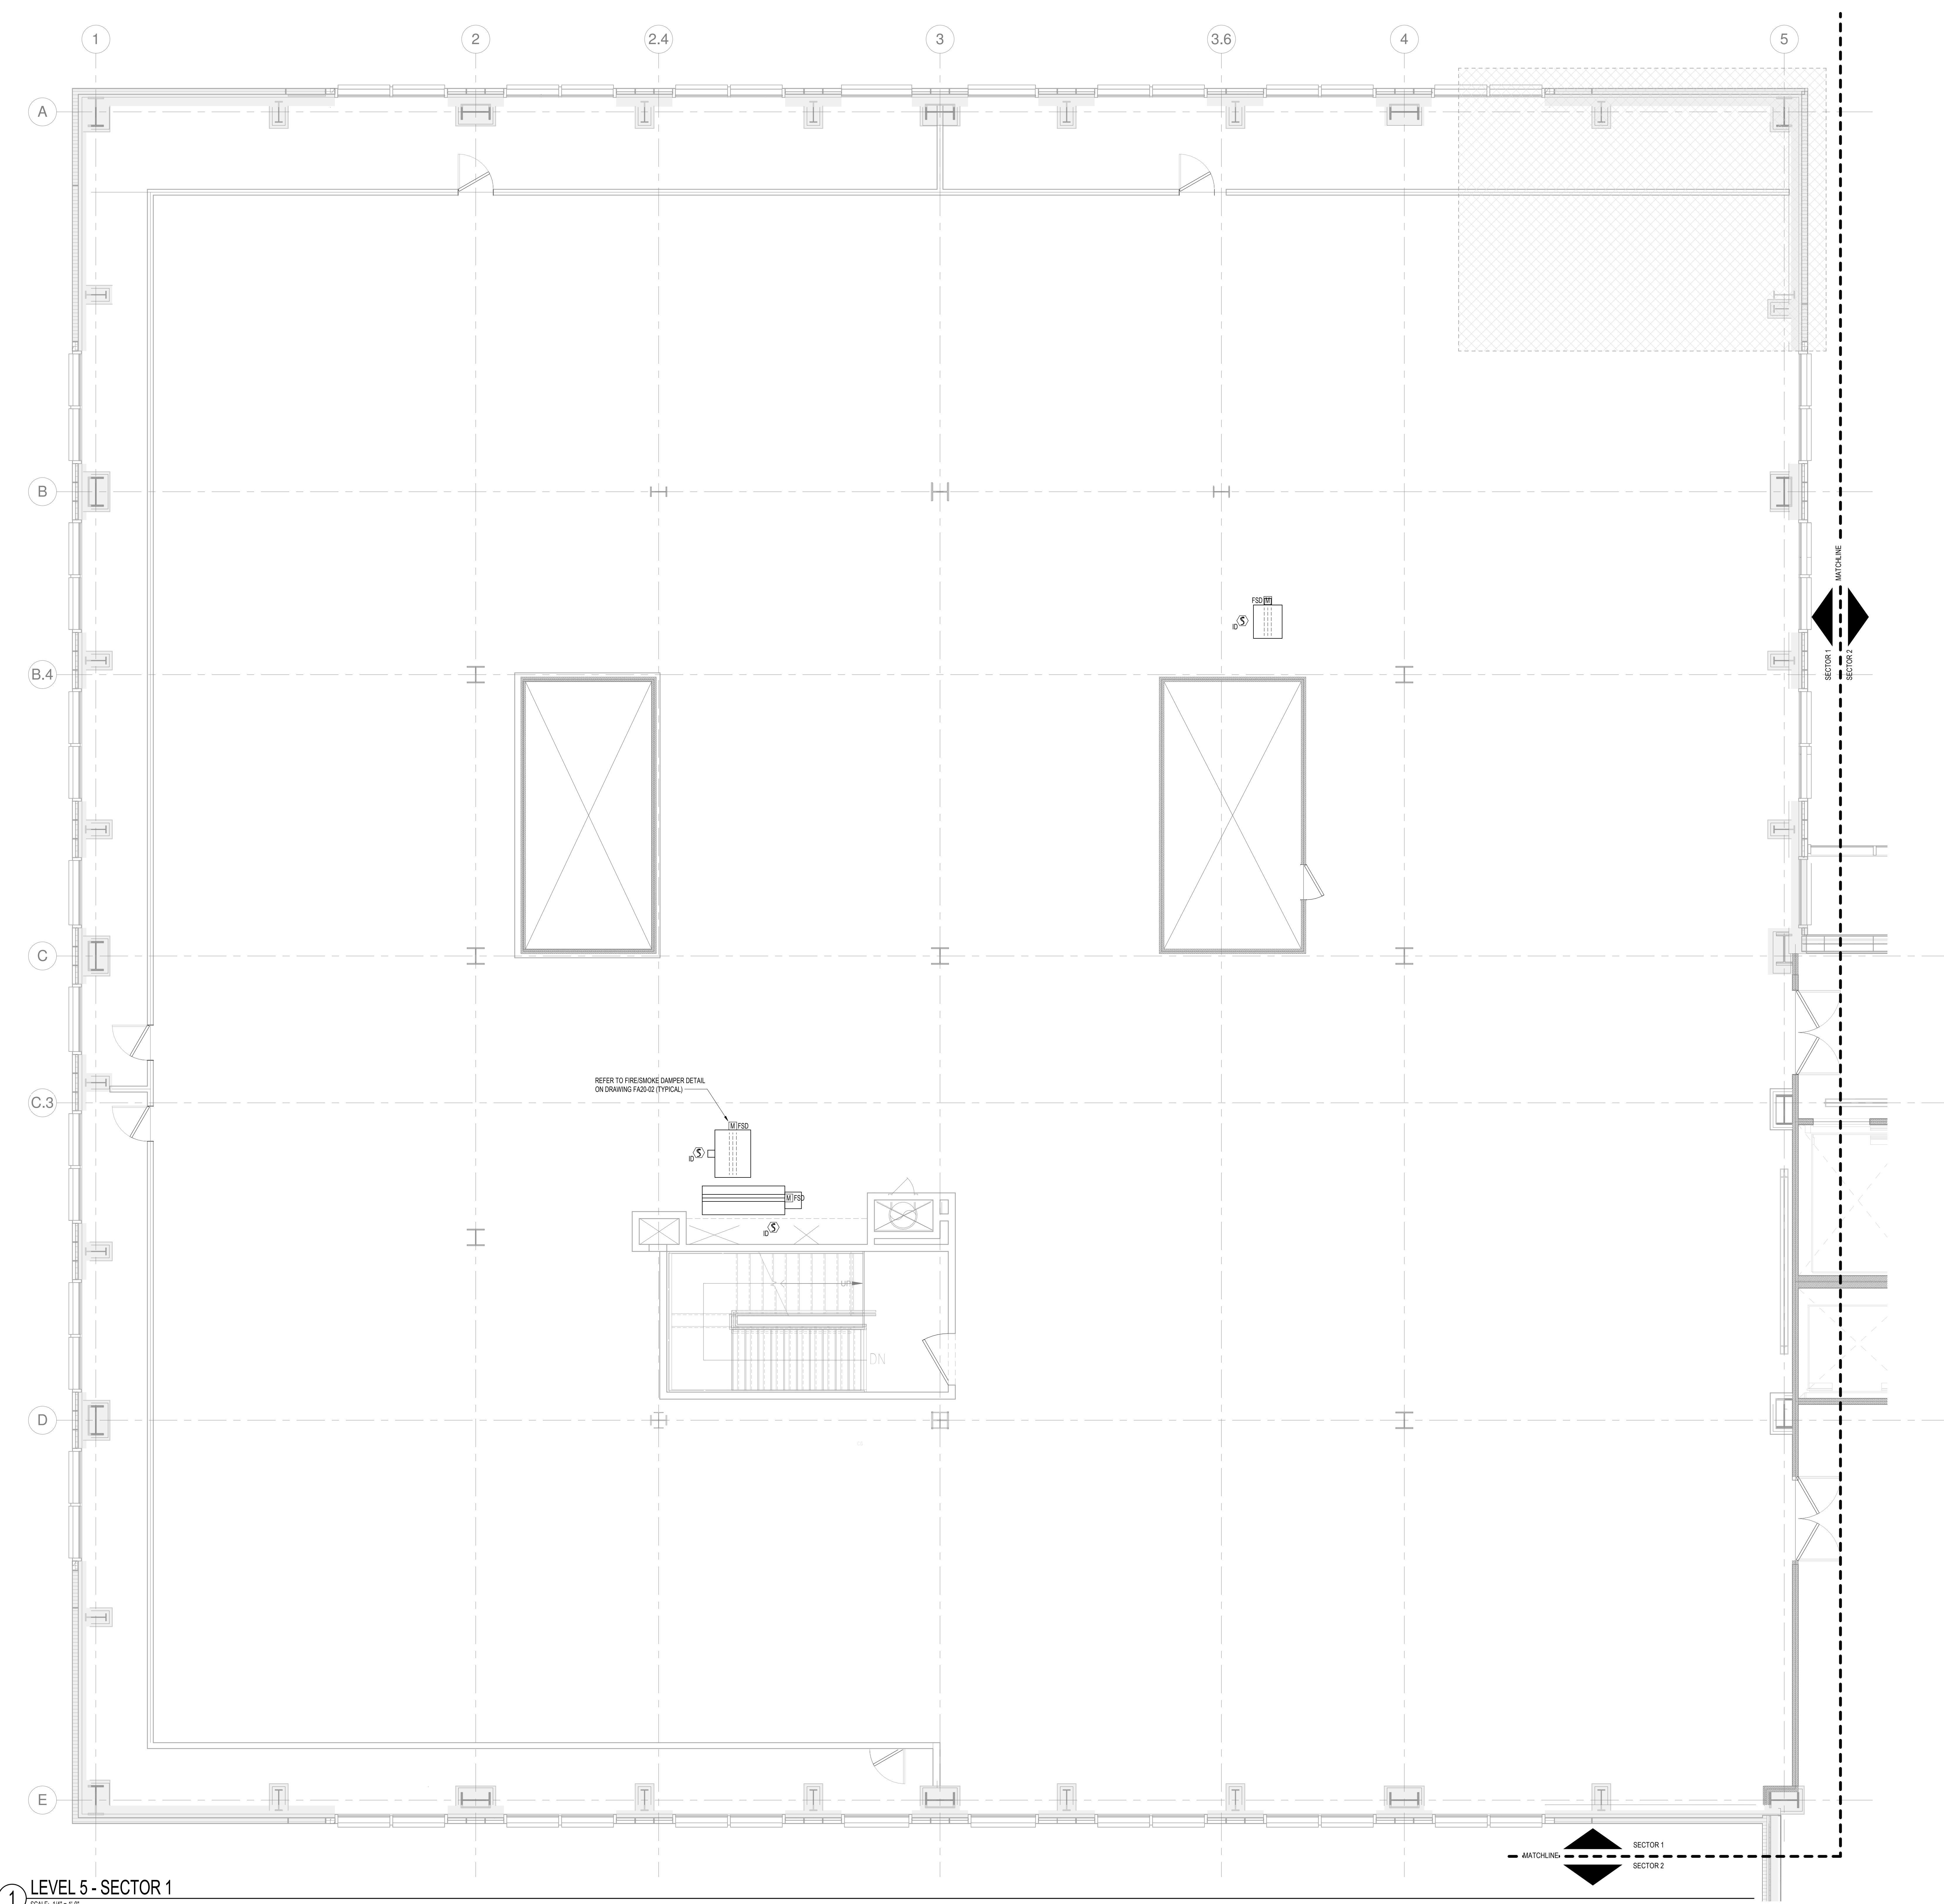 1 2 2.4 3 3.6 4 5
A
B
MATCHLINE
FSD M
ID S
SECTOR 1
SECTOR 2
B.4
C
REFER TO FIRE/SMOKE DAMPER DETAIL
ON DRAWING FA20-02 (TYPICAL)
C.3
M FSD
ID S
M FSD
ID S
UP
DN
D
E
SECTOR 1
MATCHLINE
SECTOR 2
1
LEVEL 5 - SECTOR 1